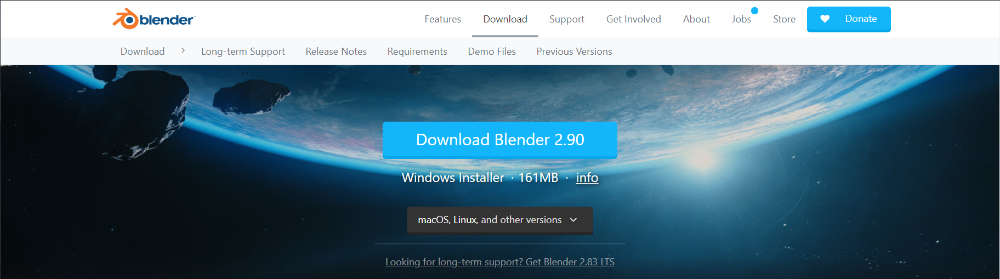 blender™
Features Download Support Get Involved About Jobs Store Donate
Download > Long-term Support Release Notes Requirements Demo Files Previous Versions
Download Blender 2.90
Windows Installer · 161MB · info
macOS, Linux, and other versions
Looking for long-term support? Get Blender 2.83 LTS